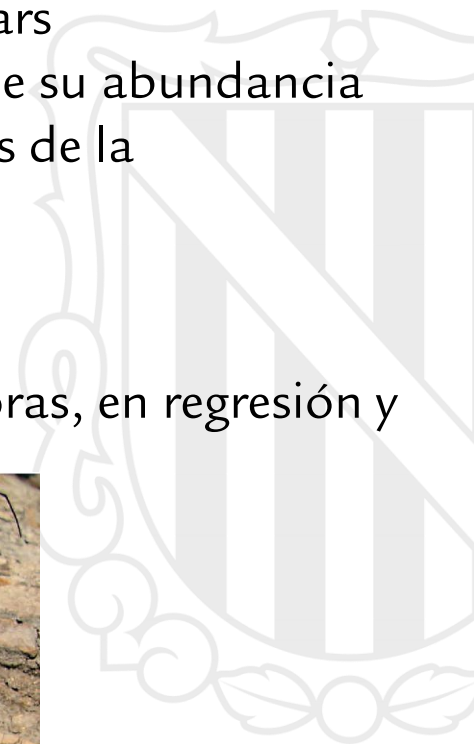 ars
e su abundancia
s de la
oras, en regresión y